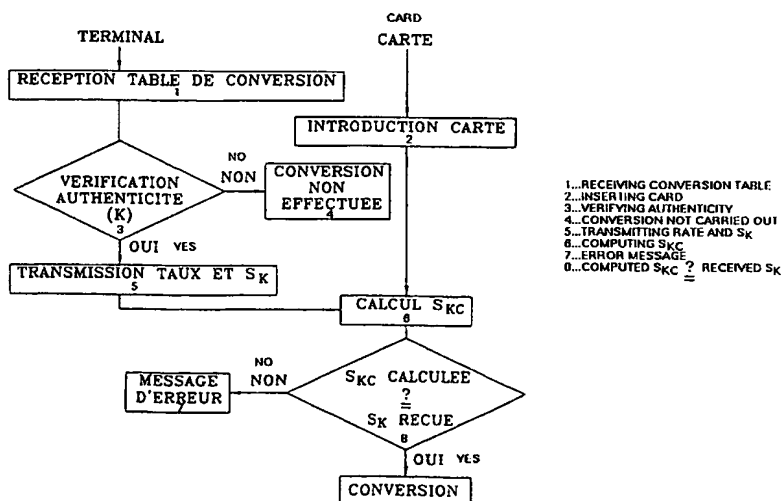 CARD
TERMINAL
CARTE
RECEPTION TABLE DE CONVERSION
1
INTRODUCTION CARTE
2
VERIFICATION
AUTHENTICITE
(K)
3
NO
NON
CONVERSION
NON
EFFECTUEE
4
OUI YES
TRANSMISSION TAUX ET SK
5
CALCUL SKC
6
NO
NON
MESSAGE
D'ERREUR
7
SKC CALCULEE
?
=
SK RECUE
8
OUI YES
CONVERSION
1...RECEIVING CONVERSION TABLE
2...INSERTING CARD
3...VERIFYING AUTHENTICITY
4...CONVERSION NOT CARRIED OUT
5...TRANSMITTING RATE AND SK
6...COMPUTING SKC
7...ERROR MESSAGE
8...COMPUTED SKC ?= RECEIVED SK